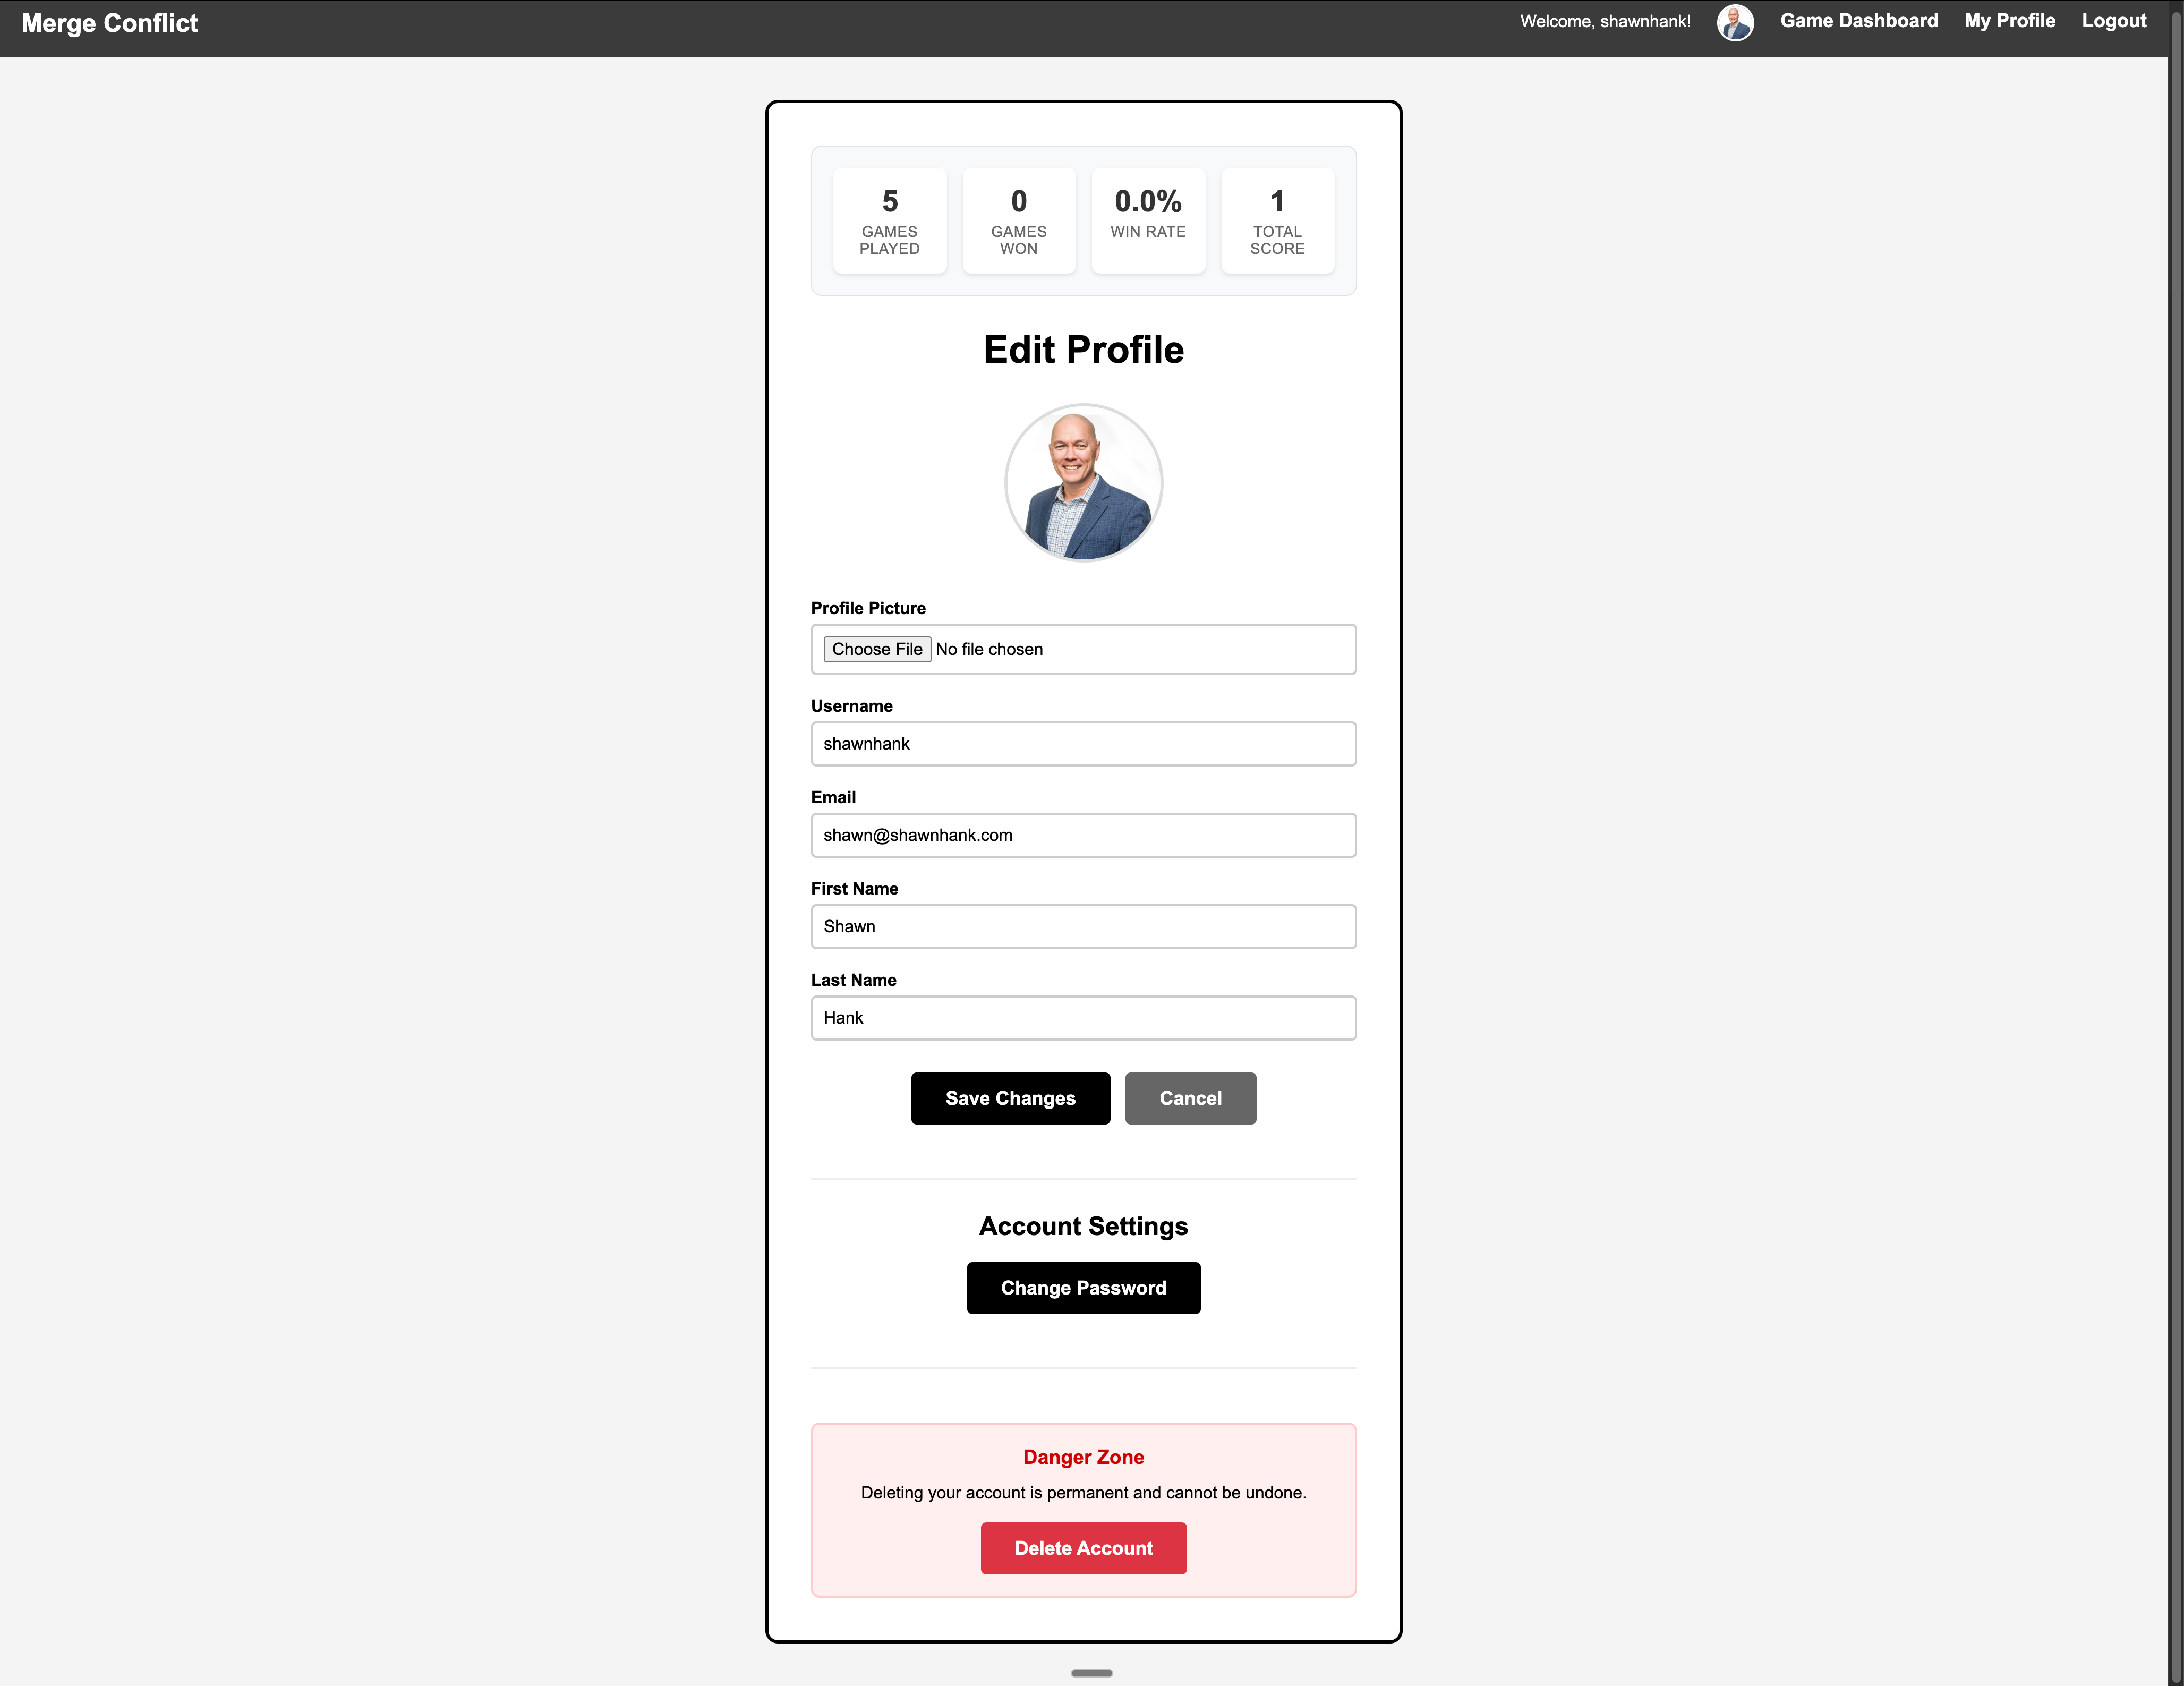 Merge Conflict
Welcome, shawnhank!
Game Dashboard
My Profile
Logout
5
GAMES
PLAYED
0
GAMES
WON
0.0%
WIN RATE
1
TOTAL
SCORE
Edit Profile
Profile Picture
Choose File No file chosen
Username
shawnhank
Email
shawn@shawnhank.com
First Name
Shawn
Last Name
Hank
Save Changes
Cancel
Account Settings
Change Password
Danger Zone
Deleting your account is permanent and cannot be undone.
Delete Account